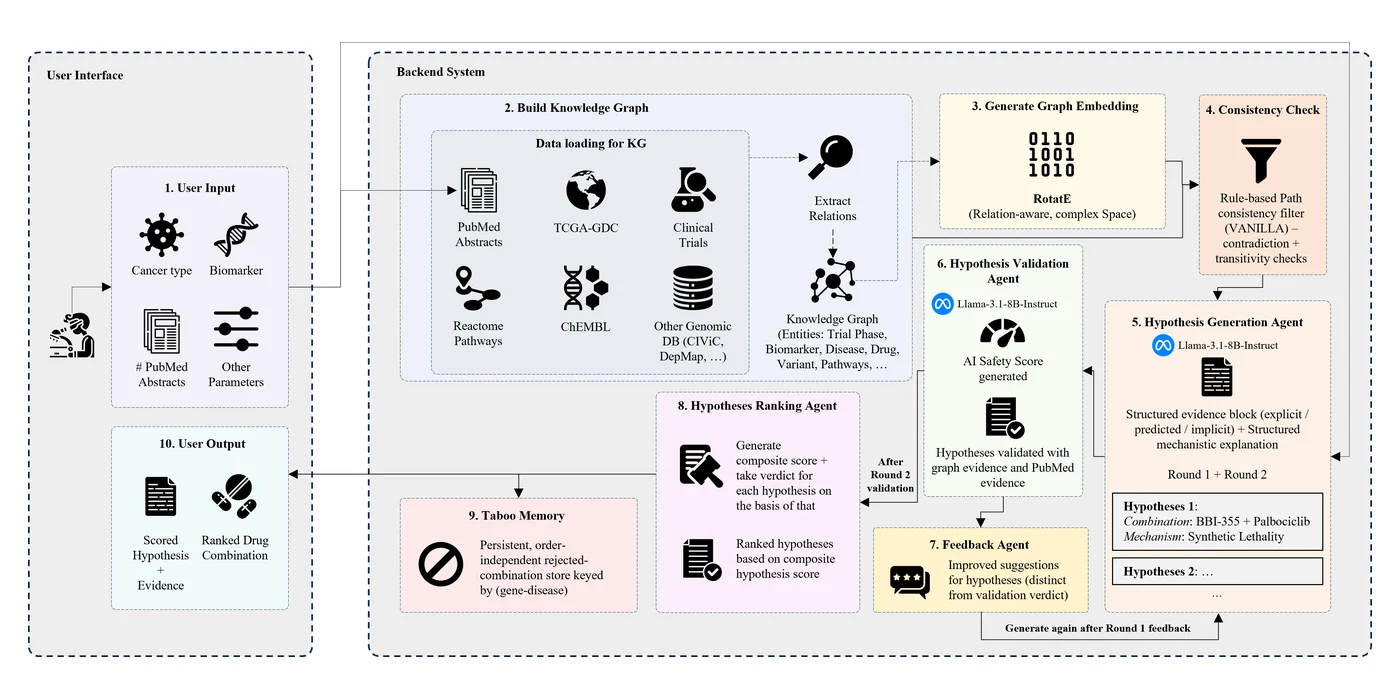 User Interface
1. User Input
Cancer type
Biomarker
# PubMed
Abstracts
Other
Parameters
10. User Output
Scored
Hypothesis
+
Evidence
Ranked Drug
Combination
Backend System
2. Build Knowledge Graph
Data loading for KG
PubMed
Abstracts
TCGA-GDC
Clinical
Trials
Reactome
Pathways
ChEMBL
Other Genomic
DB (CIViC,
DepMap, …)
Extract
Relations
Knowledge Graph
(Entities: Trial Phase,
Biomarker, Disease, Drug,
Variant, Pathways, …
3. Generate Graph Embedding
0110
1001
1010
RotatE
(Relation-aware, complex Space)
4. Consistency Check
Rule-based Path
consistency filter
(VANILLA) –
contradiction +
transitivity checks
5. Hypothesis Generation Agent
Llama-3.1-8B-Instruct
Structured evidence block (explicit /
predicted / implicit) + Structured
mechanistic explanation
Round 1 + Round 2
Hypotheses 1:
Combination: BBI-355 + Palbociclib
Mechanism: Synthetic Lethality
Hypotheses 2: …
…
6. Hypothesis Validation
Agent
Llama-3.1-8B-Instruct
AI Safety Score
generated
Hypotheses validated with
graph evidence and PubMed
evidence
7. Feedback Agent
Improved suggestions
for hypotheses (distinct
from validation verdict)
Generate again after Round 1 feedback
After
Round 2
validation
8. Hypotheses Ranking Agent
Generate
composite score +
take verdict for
each hypothesis on
the basis of that
Ranked hypotheses
based on composite
hypothesis score
9. Taboo Memory
Persistent, order-
independent rejected-
combination store keyed
by (gene-disease)